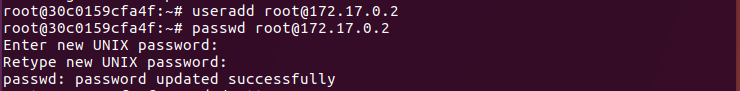 root@30c0159cfa4f:~# useradd root@172.17.0.2
root@30c0159cfa4f:~# passwd root@172.17.0.2
Enter new UNIX password:
Retype new UNIX password:
passwd: password updated successfully